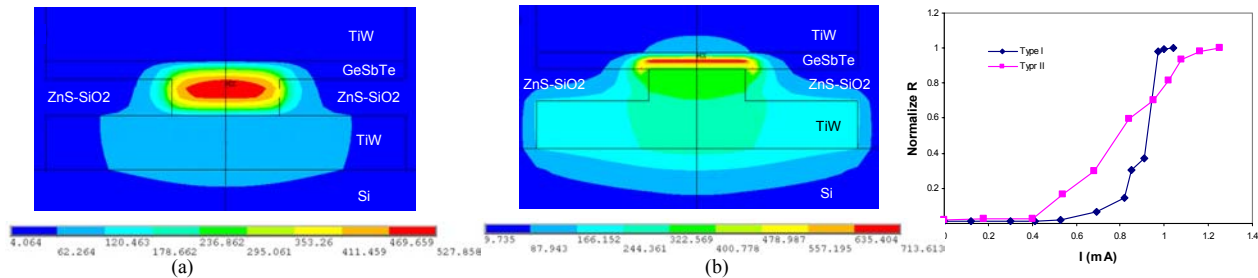 TiW
GeSbTe
ZnS-SiO2
ZnS-SiO2
TiW
Si
4.064
62.264
120.463
178.662
236.862
295.061
353.26
411.459
469.659
527.858
(a)
TiW
GeSbTe
ZnS-SiO2
ZnS-SiO2
TiW
Si
9.735
87.943
166.152
244.361
322.569
400.778
478.987
557.195
635.404
713.613
(b)
1.2
1
0.8
0.6
0.4
0.2
Normalize R
Type I
Typr II
0.2
0.4
0.6
0.8
1
1.2
1.4
I (mA)